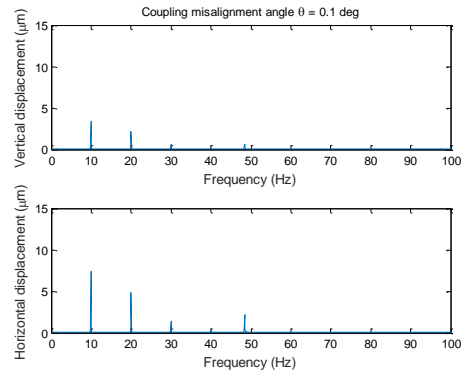 Coupling misalignment angle θ = 0.1 deg
Vertical displacement (μm)
15
10
5
0
0 10 20 30 40 50 60 70 80 90 100
Frequency (Hz)
Horizontal displacement (μm)
15
10
5
0
0 10 20 30 40 50 60 70 80 90 100
Frequency (Hz)